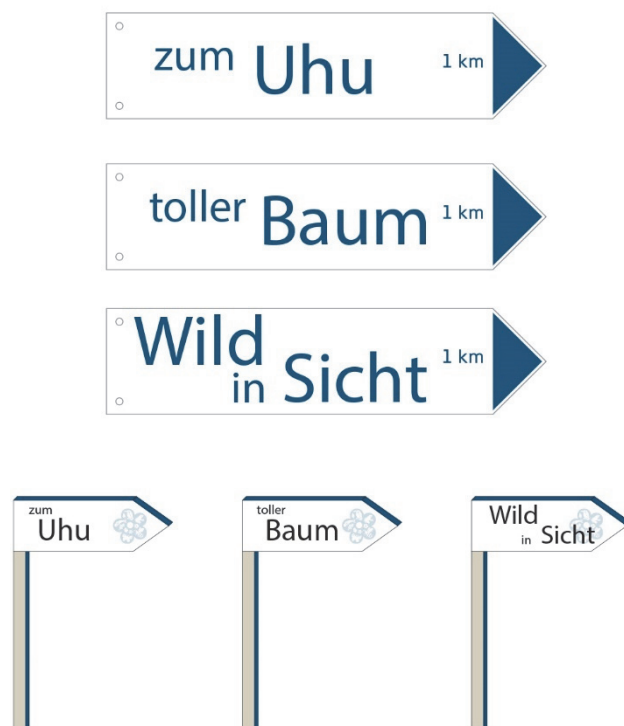 zum Uhu 1 km
toller Baum 1 km
Wild
in Sicht 1 km
zum
Uhu
toller
Baum
Wild
in Sicht